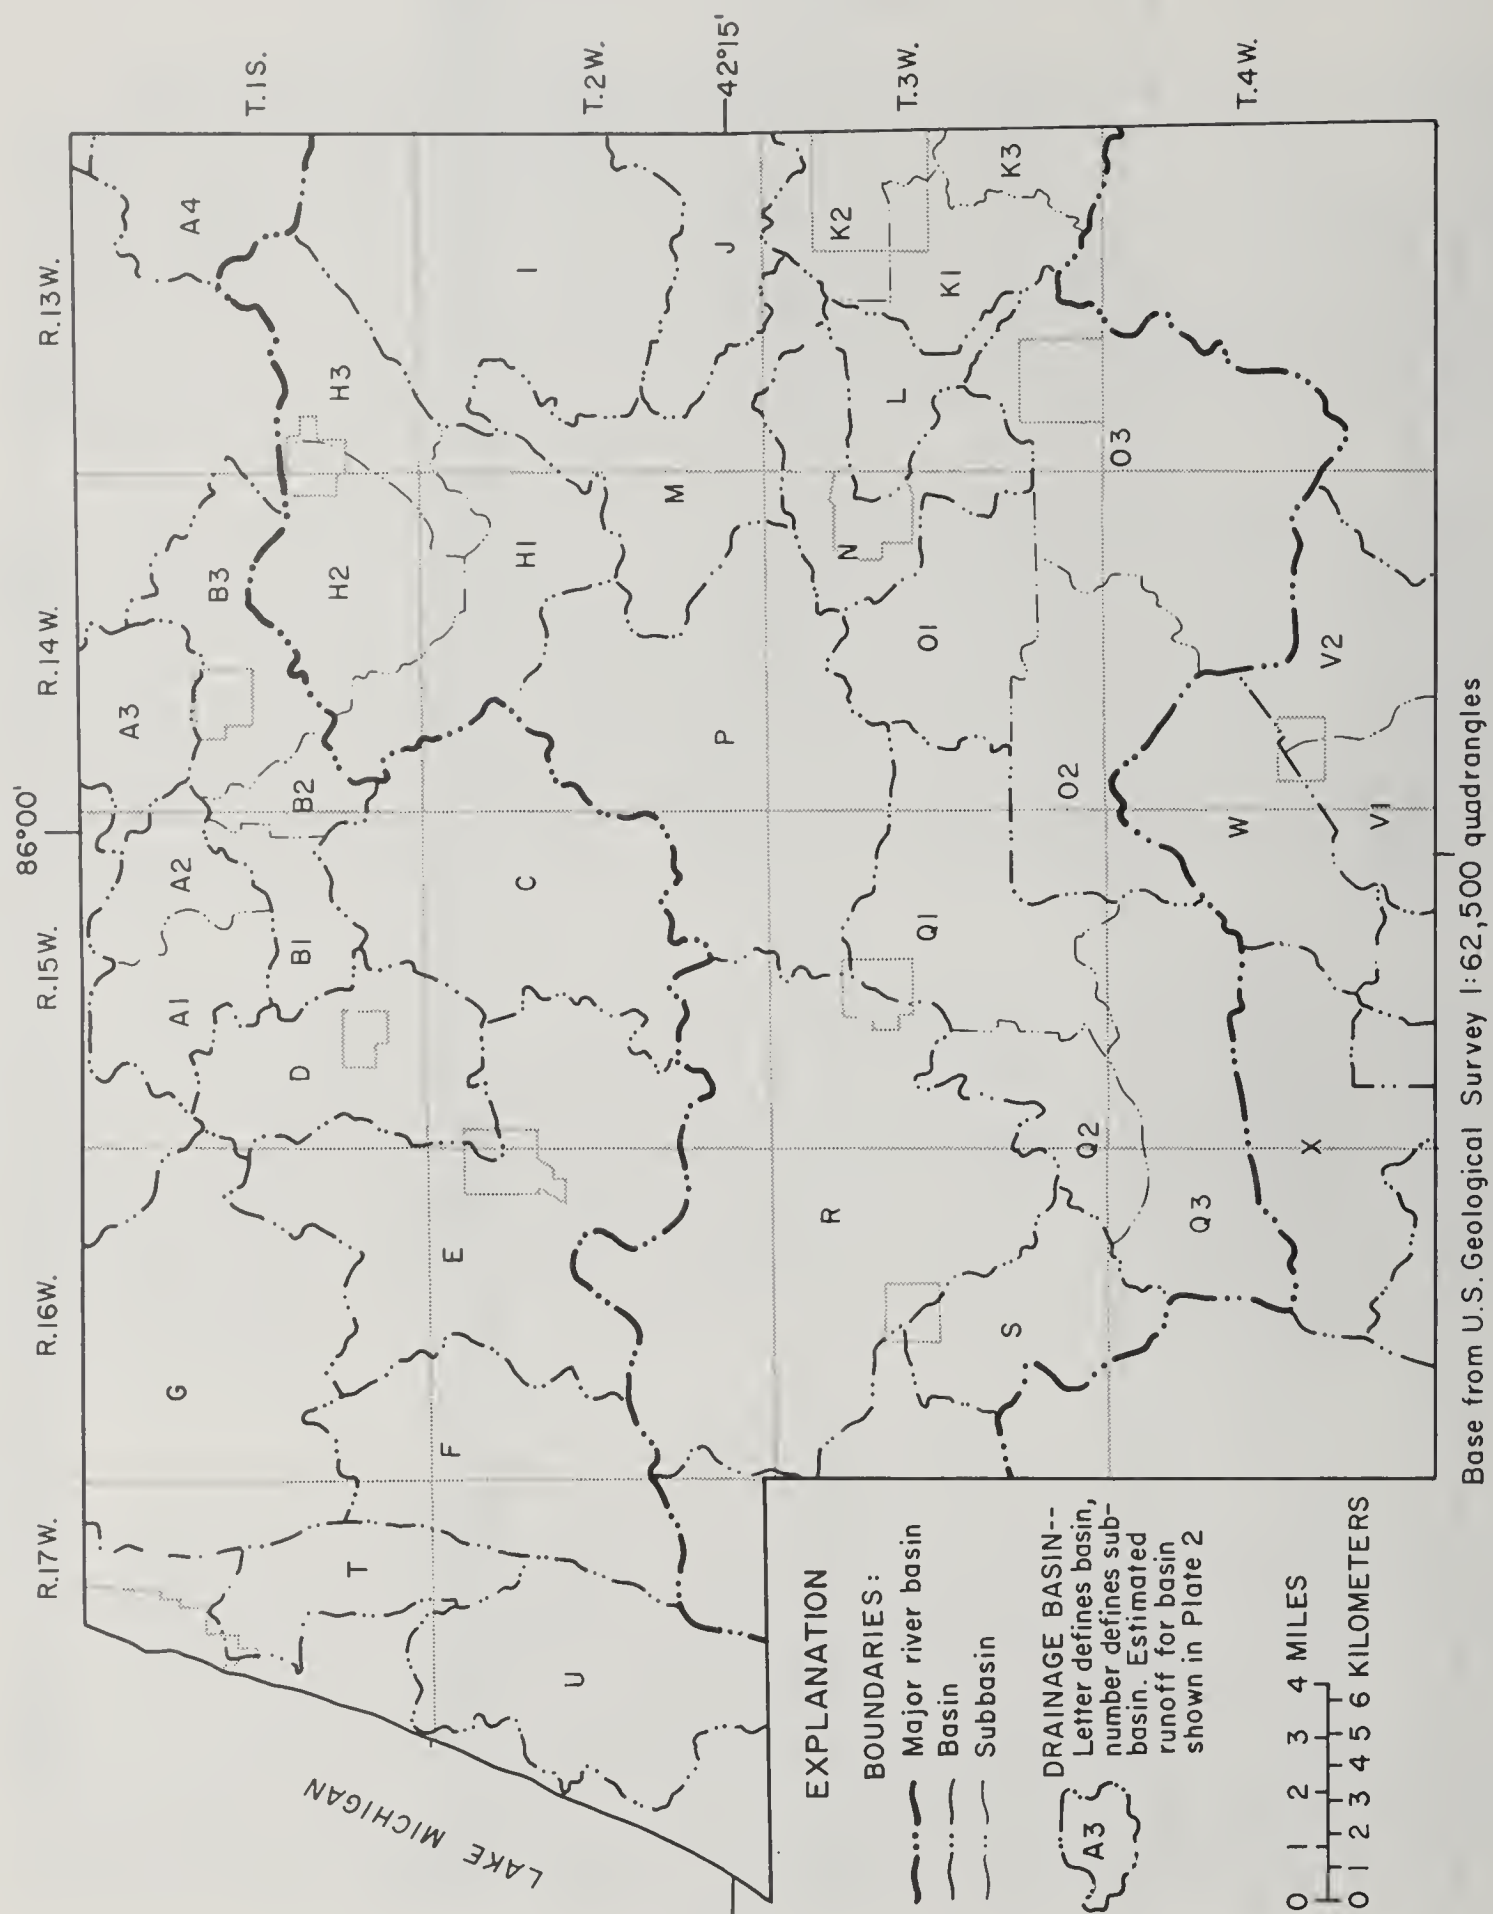 R.17W.
R.16W.
R.15W.
86°00'
R.14W.
R.13W.
T.1S.
T.2W.
42°15'
T.3W.
T.4W.
LAKE MICHIGAN
G
A1
A2
A3
A4
B1
B2
B3
D
H2
H3
T
F
E
C
H1
I
U
P
M
J
R
Q1
O1
N
L
K1
K2
K3
S
Q2
O2
O3
Q3
W
X
V1
V2
EXPLANATION
BOUNDARIES:
Major river basin
Basin
Subbasin
DRAINAGE BASIN--
Letter defines basin,
number defines sub-
basin. Estimated
runoff for basin
shown in Plate 2
A3
0 1 2 3 4 MILES
0 1 2 3 4 5 6 KILOMETERS
Base from U.S. Geological Survey 1:62,500 quadrangles